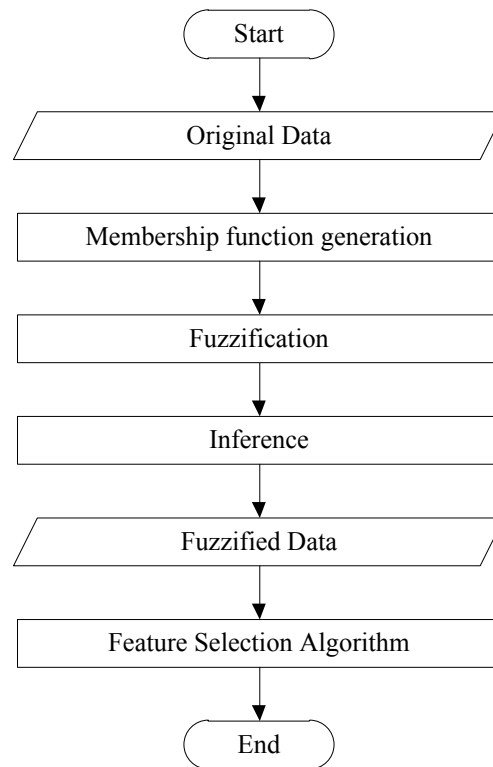 Start
Original Data
Membership function generation
Fuzzification
Inference
Fuzzified Data
Feature Selection Algorithm
End